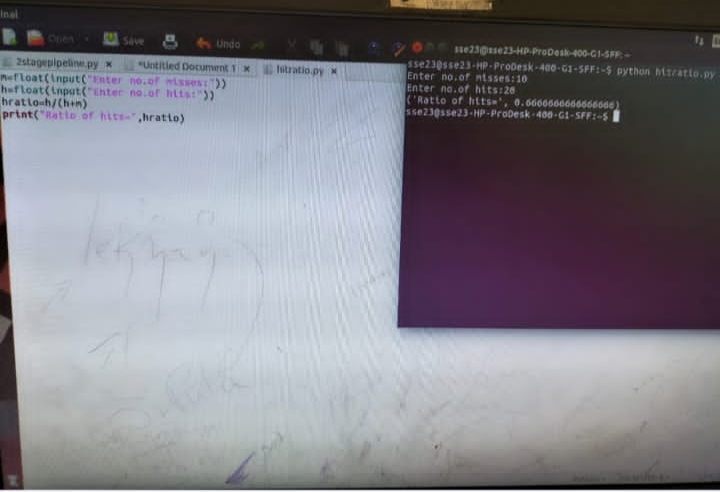 inal
Open
Save
Undo
sse23@sse23-HP-ProDesk-400-G1-SFF: ~
2stagepipeline.py × *Untitled Document 1 × hitratio.py ×
m=float(input("Enter no.of misses:"))
h=float(input("Enter no.of hits:"))
hratio=h/(h+m)
print("Ratio of hits=",hratio)
sse23@sse23-HP-ProDesk-400-G1-SFF:~$ python hitratio.py
Enter no.of misses:10
Enter no.of hits:20
('Ratio of hits=', 0.6666666666666666)
sse23@sse23-HP-ProDesk-400-G1-SFF:~$